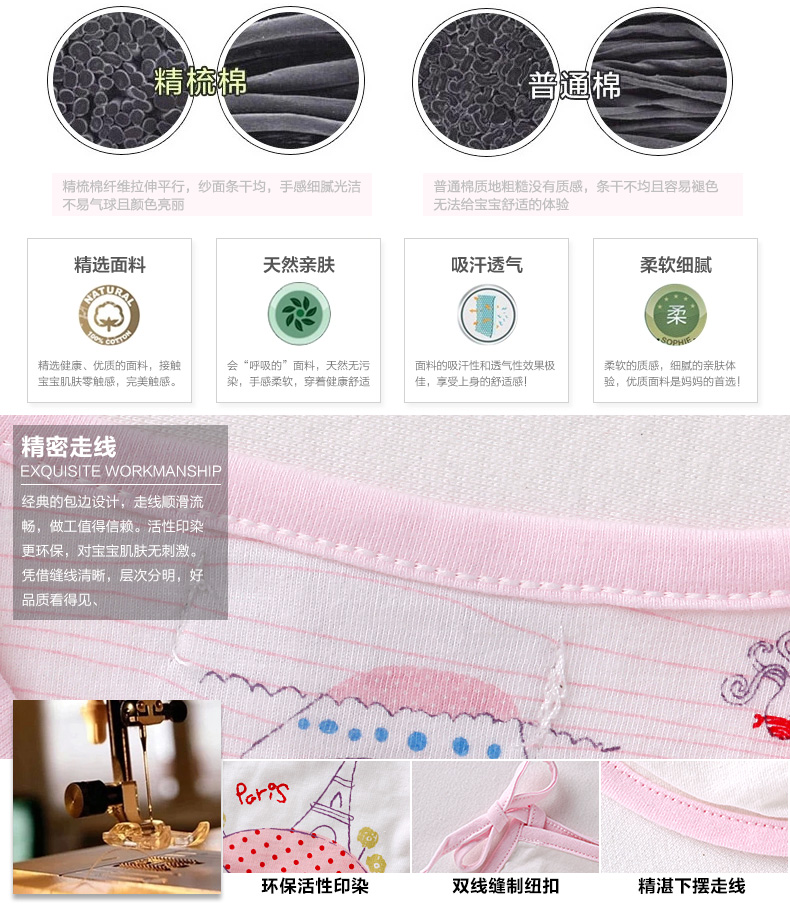 精梳棉
普通棉
精梳棉纤维拉伸平行，纱面条干均，手感细腻光洁
不易气球且颜色亮丽
普通棉质地粗糙没有质感，条干不均且容易褪色
无法给宝宝舒适的体验
精选面料
天然亲肤
吸汗透气
柔软细腻
NATURAL
100% COTTON
柔
SOPHIE
精选健康、优质的面料，接触
宝宝肌肤零触感，完美触感。
会“呼吸的”面料，天然无污
染，手感柔软，穿着健康舒适
面料的吸汗性和透气性效果极
佳，享受上身的舒适感！
柔软的质感，细腻的亲肤体
验，优质面料是妈妈的首选！
精密走线
EXQUISITE WORKMANSHIP
经典的包边设计，走线顺滑流
畅，做工值得信赖。活性印染
更环保，对宝宝肌肤无刺激。
凭借缝线清晰，层次分明，好
品质看得见、
Paris
环保活性印染
双线缝制纽扣
精湛下摆走线